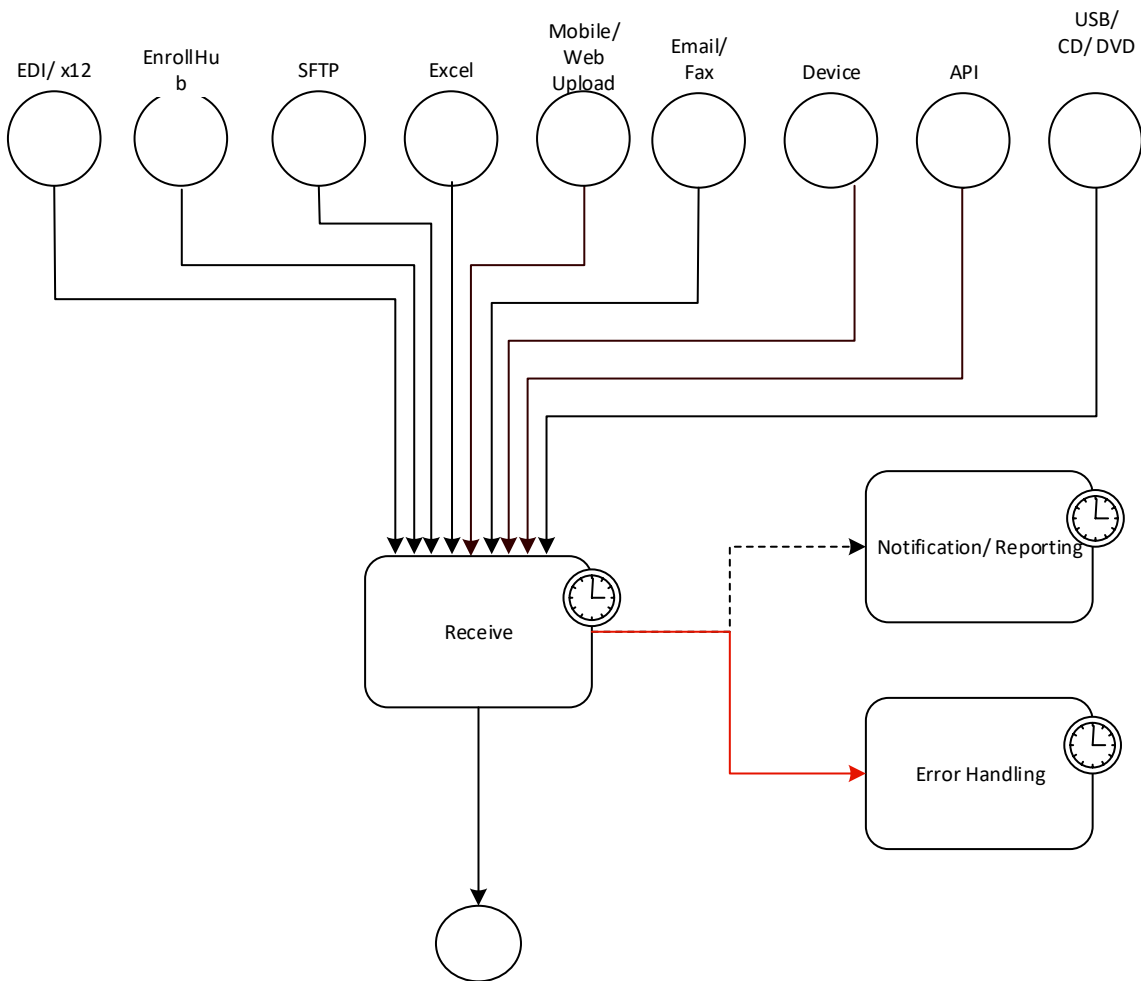 EDI/ x12
EnrollHu
b
SFTP
Excel
Mobile/
Web
Upload
Email/
Fax
Device
API
USB/
CD/ DVD
Notification/ Reporting
Receive
Error Handling